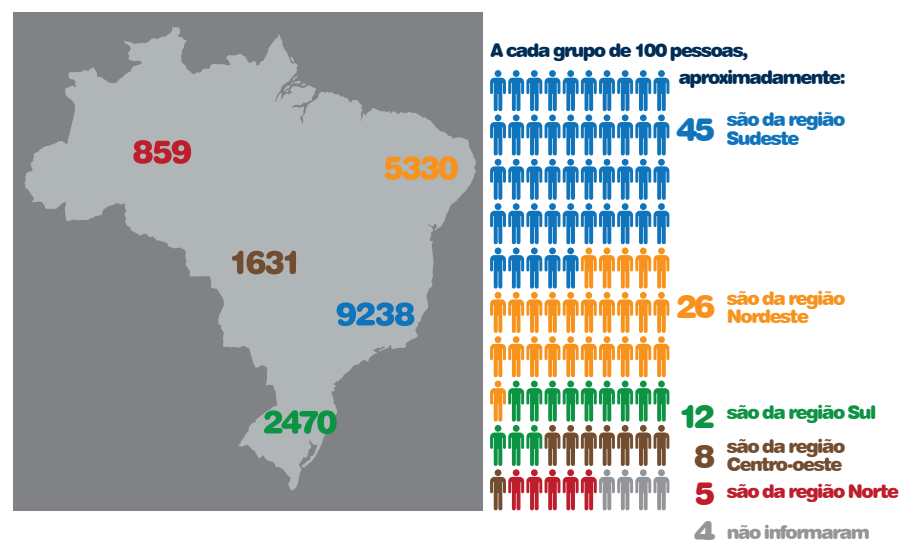 859
5330
1631
9238
2470
A cada grupo de 100 pessoas,
aproximadamente:
45 são da região
Sudeste
26 são da região
Nordeste
12 são da região Sul
8 são da região
Centro-oeste
5 são da região Norte
4 não informaram